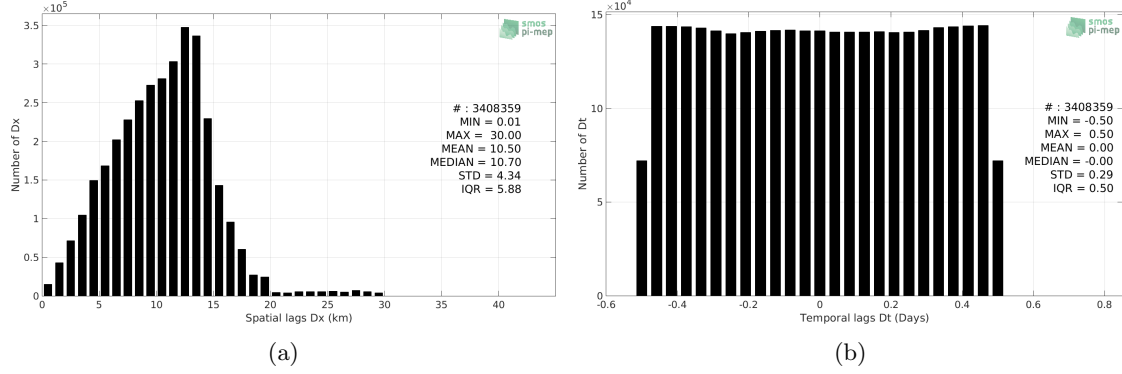 ×10⁵
3.5
3
2.5
2
1.5
1
0.5
0
0 5 10 15 20 25 30 35 40
Number of Dx
Spatial lags Dx (km)
smos
pi-mep
# : 3408359
MIN = 0.01
MAX = 30.00
MEAN = 10.50
MEDIAN = 10.70
STD = 4.34
IQR = 5.88
(a)
×10⁴
15
10
5
0
-0.6 -0.4 -0.2 0 0.2 0.4 0.6 0.8
Number of Dt
Temporal lags Dt (Days)
smos
pi-mep
# : 3408359
MIN = -0.50
MAX = 0.50
MEAN = 0.00
MEDIAN = -0.00
STD = 0.29
IQR = 0.50
(b)